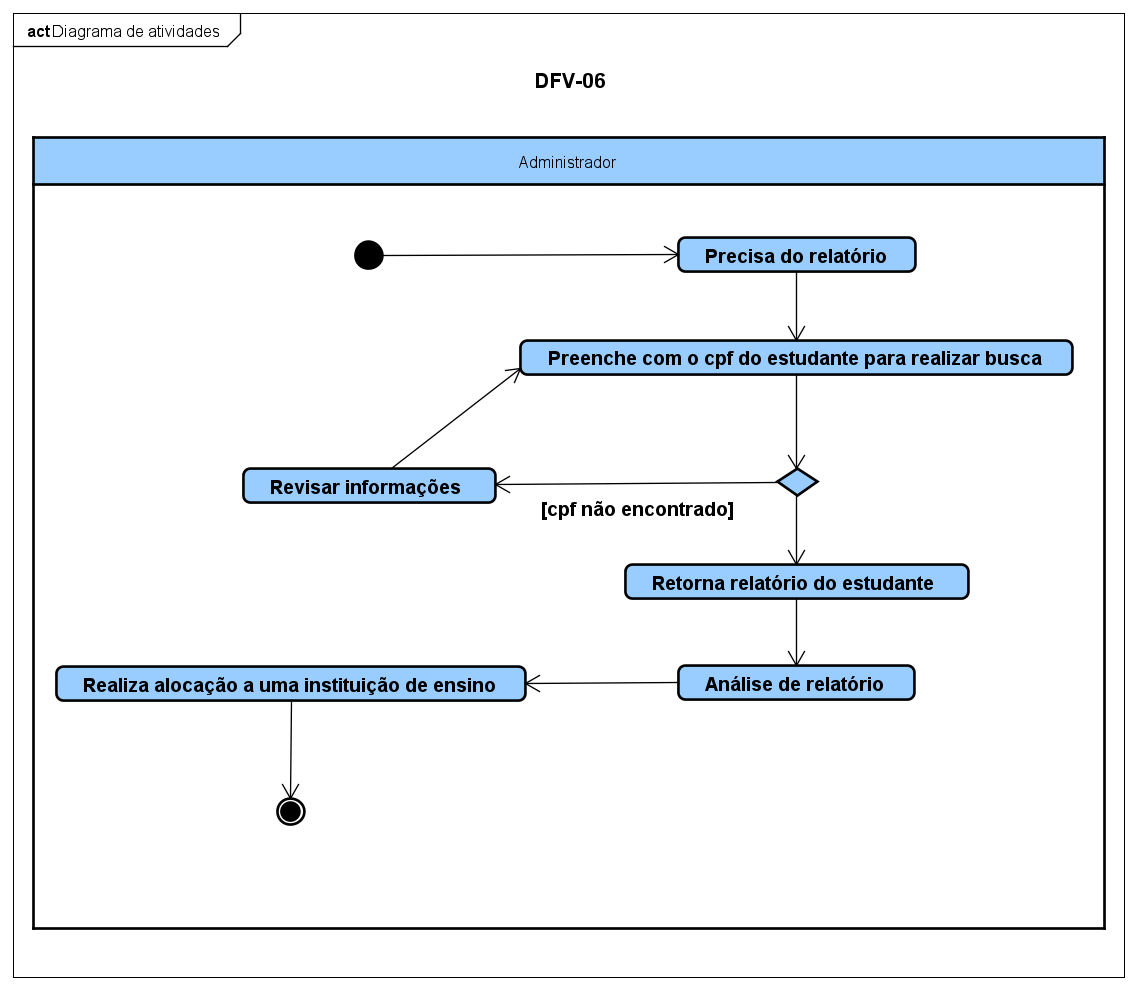 act Diagrama de atividades
DFV-06
Administrador
Precisa do relatório
Preenche com o cpf do estudante para realizar busca
Revisar informações
[cpf não encontrado]
Retorna relatório do estudante
Realiza alocação a uma instituição de ensino
Análise de relatório